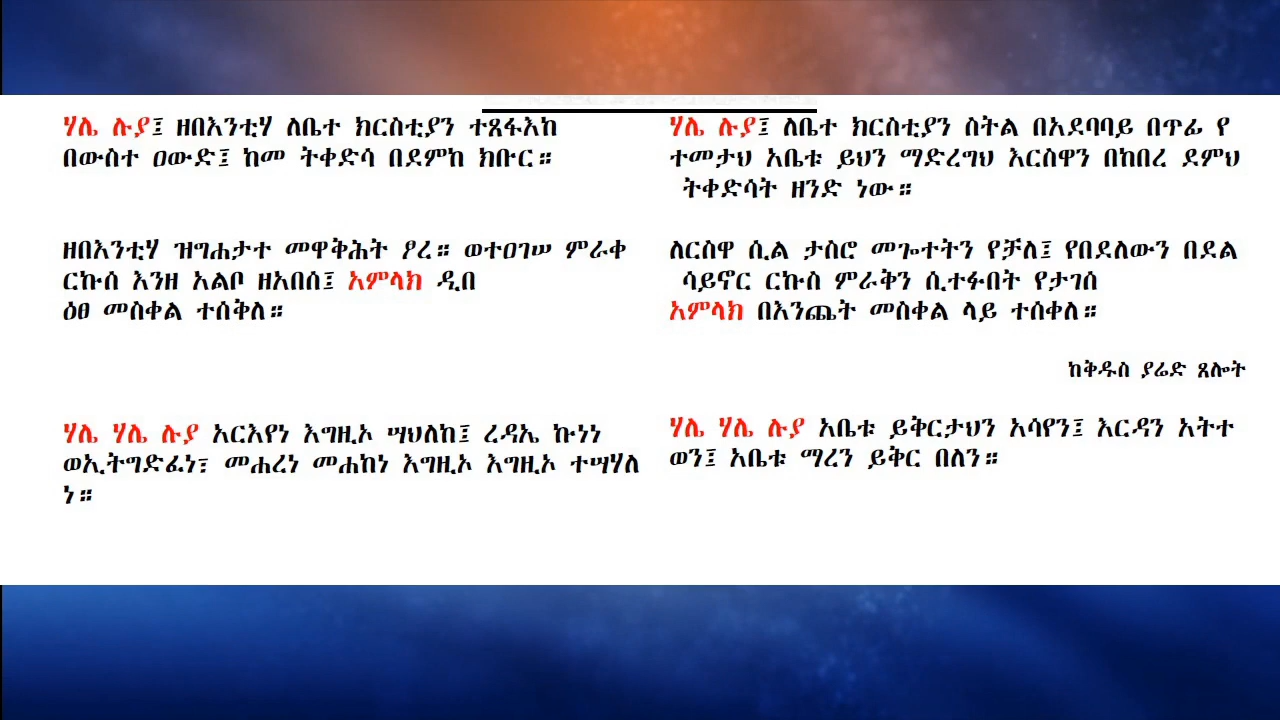 ሃሌ ሉያ፤ ዘበእንቲሃ ለቤተ ክርስቲያን ተጸፋእከ
በውስተ ዐውድ፤ ከመ ትቀድሳ በደምከ ክቡር።
ዘበእንቲሃ ዝግሐታተ መዋቅሕት ፆረ። ወተዐገሠ ምራቀ
ርኩሰ እንዘ አልቦ ዘአበሰ፤ አምላክ ዲበ
ዕፀ መስቀል ተሰቅለ።
ሃሌ ሃሌ ሉያ አርእየነ እግዚኦ ሣህለከ፤ ረዳኤ ኩነነ
ወኢትግድፈነ፣ መሐረነ መሐከነ እግዚኦ እግዚኦ ተሣሃለ
ነ።
ሃሌ ሉያ፤ ለቤተ ክርስቲያን ስትል በአደባባይ በጥፊ የ
ተመታህ አቤቱ ይህን ማድረግህ እርስዋን በከበረ ደምህ
ትቀድሳት ዘንድ ነው።
ለርስዋ ሲል ታስሮ መጐተትን የቻለ፤ የበደለውን በደል
ሳይኖር ርኩስ ምራቅን ሲተፉበት የታገሰ
አምላክ በእንጨት መስቀል ላይ ተሰቀለ።
ከቅዱስ ያሬድ ጸሎት
ሃሌ ሃሌ ሉያ አቤቱ ይቅርታህን አሳየን፤ እርዳን አትተ
ወን፤ አቤቱ ማረን ይቅር በለን።